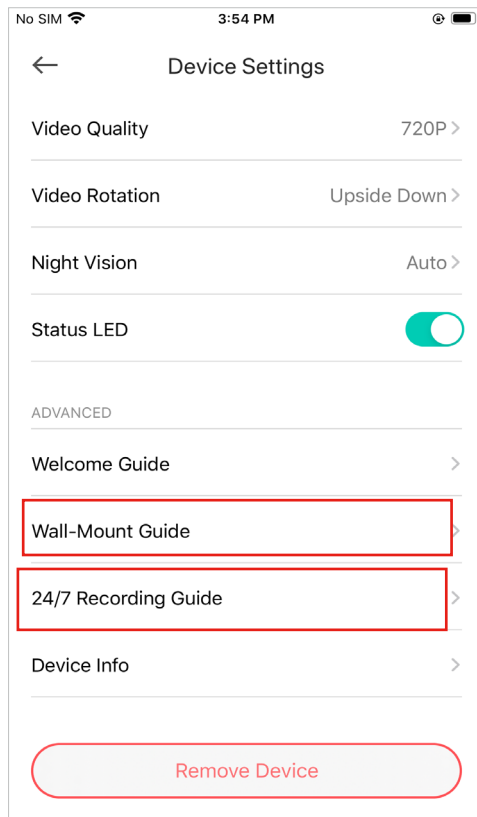 No SIM 3:54 PM
Device Settings
Video Quality 720P
Video Rotation Upside Down
Night Vision Auto
Status LED
ADVANCED
Welcome Guide
Wall-Mount Guide
24/7 Recording Guide
Device Info
Remove Device